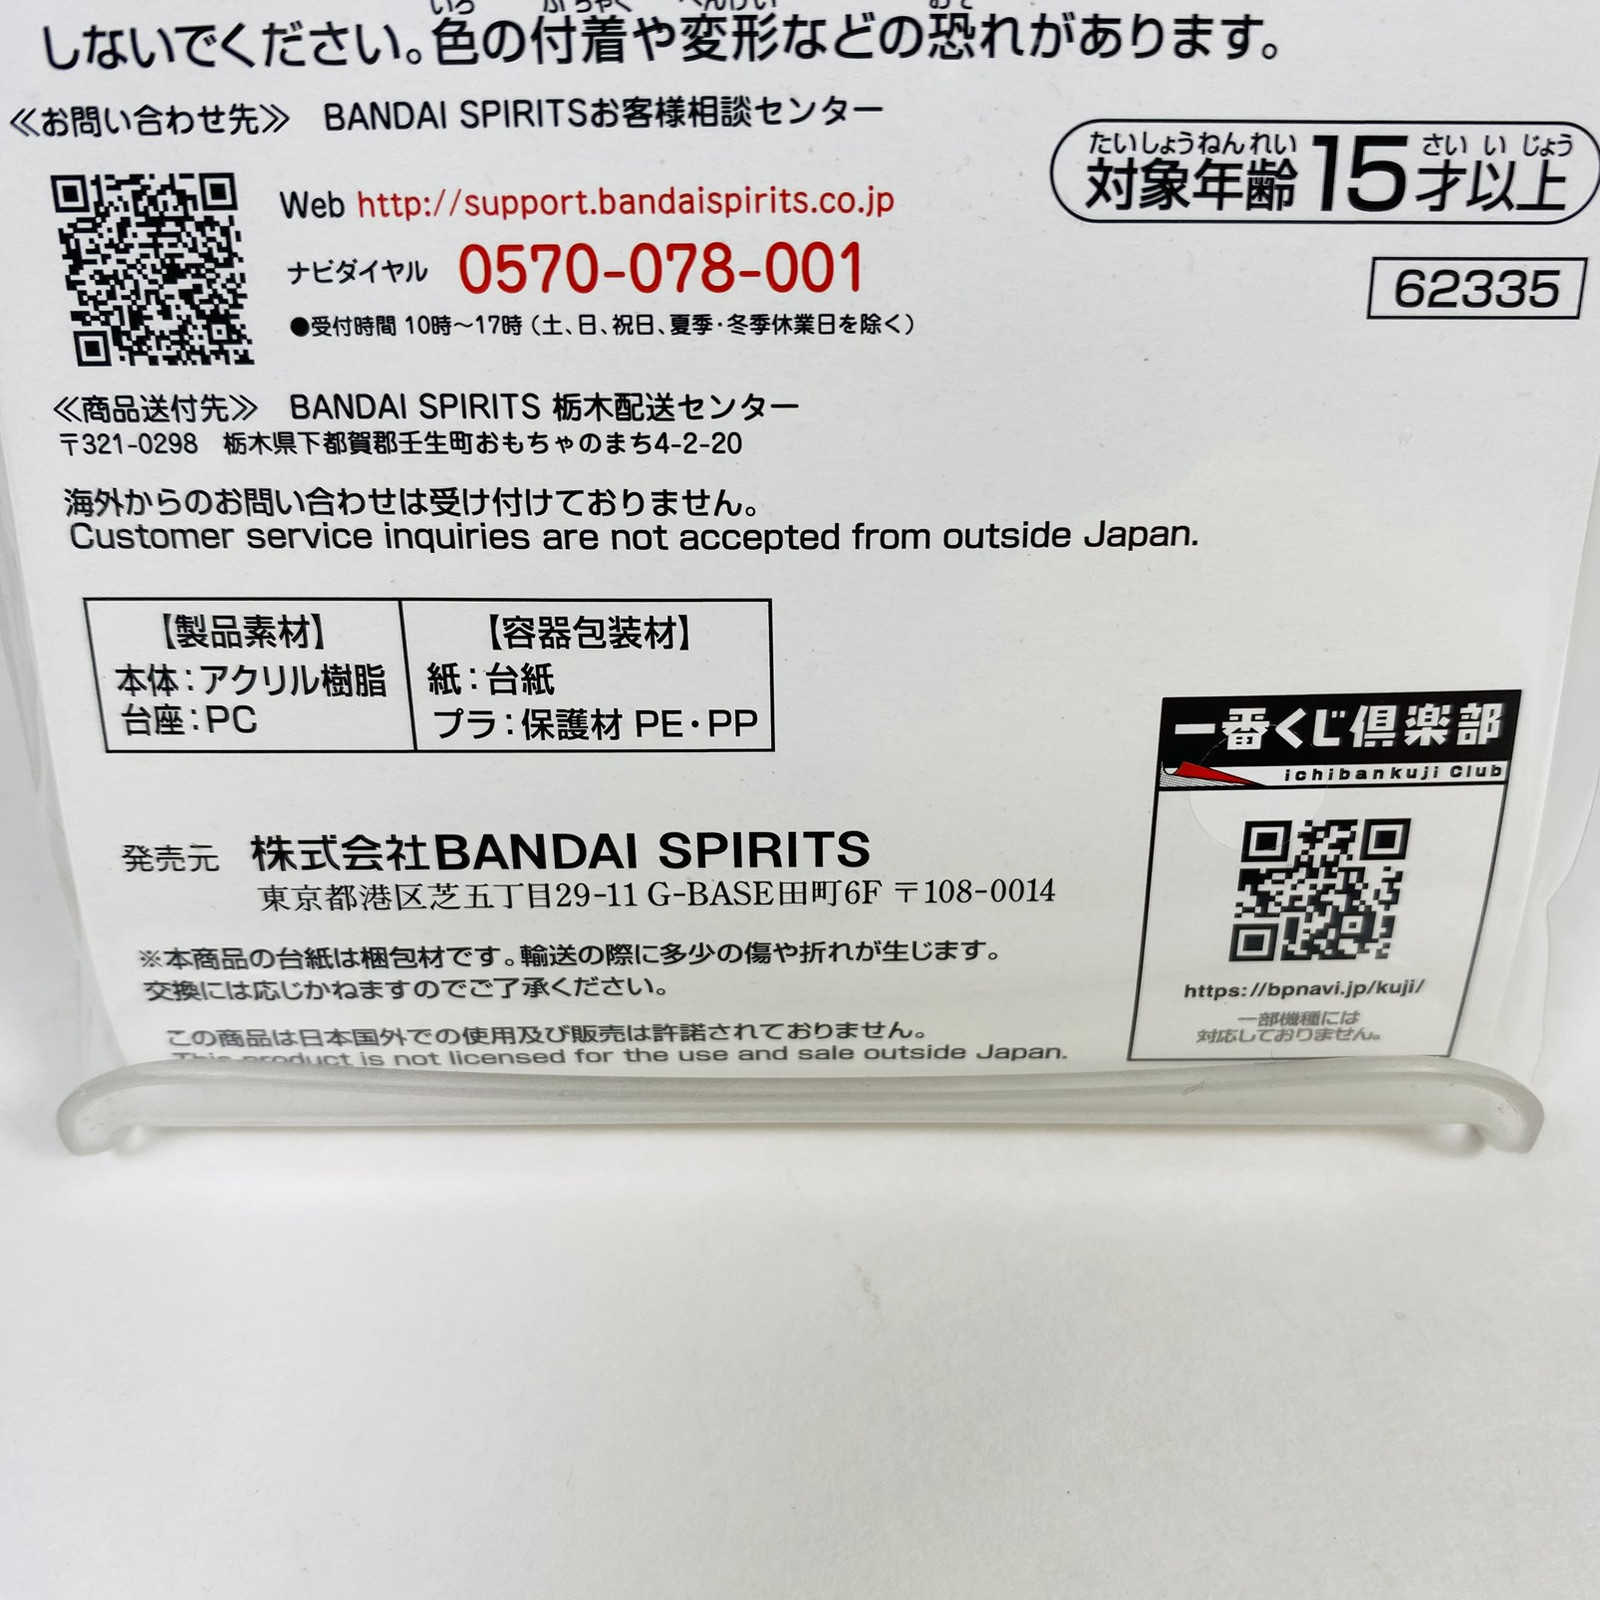 しないでください。色の付着や変形などの恐れがあります。
≪お問い合わせ先≫ BANDAI SPIRITSお客様相談センター
Web http://support.bandaispirits.co.jp
ナビダイヤル 0570-078-001
●受付時間 10時～17時（土、日、祝日、夏季・冬季休業日を除く）
たいしょうねんれい さい い じょう
対象年齢 15才以上
62335
≪商品送付先≫ BANDAI SPIRITS 栃木配送センター
〒321-0298 栃木県下都賀郡壬生町おもちゃのまち4-2-20
海外からのお問い合わせは受け付けておりません。
Customer service inquiries are not accepted from outside Japan.
【製品素材】
本体：アクリル樹脂
台座：PC
【容器包装材】
紙：台紙
プラ：保護材 PE・PP
一番くじ倶楽部
ichibankuji Club
https://bpnavi.jp/kuji/
一部機種には
対応しておりません。
発売元 株式会社BANDAI SPIRITS
東京都港区芝五丁目29-11 G-BASE田町6F 〒108-0014
※本商品の台紙は梱包材です。輸送の際に多少の傷や折れが生じます。
交換には応じかねますのでご了承ください。
この商品は日本国外での使用及び販売は許諾されておりません。
This product is not licensed for the use and sale outside Japan.